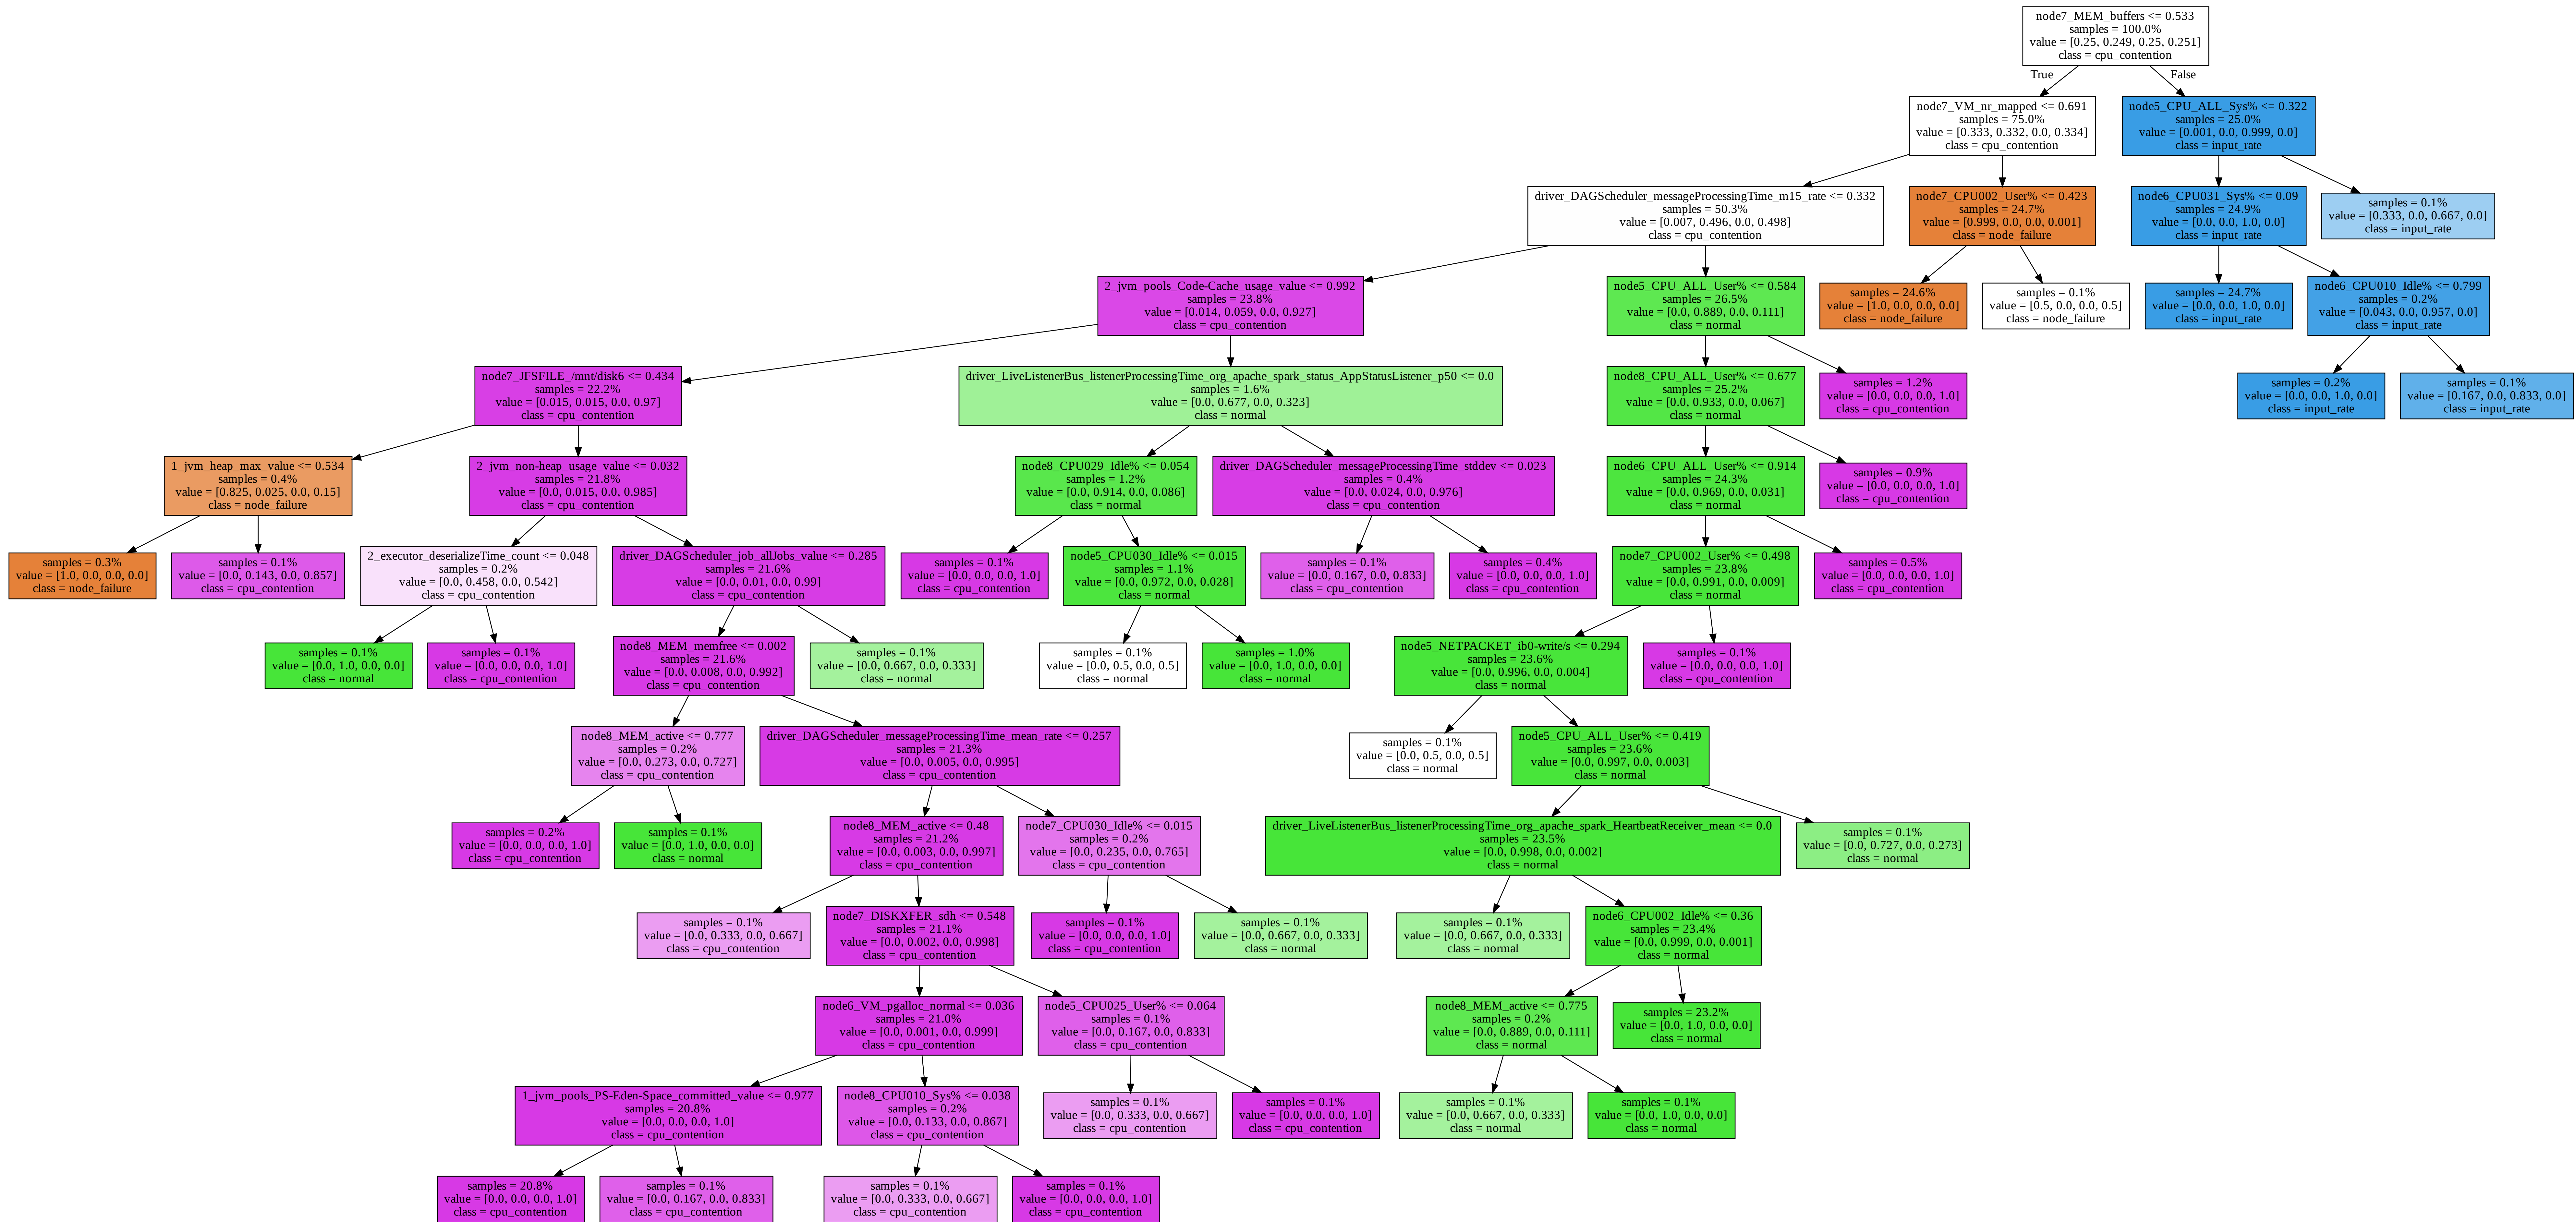 node7_MEM_buffers <= 0.533
samples = 100.0%
value = [0.25, 0.249, 0.25, 0.251]
class = cpu_contention
True
False
node7_VM_nr_mapped <= 0.691
samples = 75.0%
value = [0.333, 0.332, 0.0, 0.334]
class = cpu_contention
node5_CPU_ALL_Sys% <= 0.322
samples = 25.0%
value = [0.001, 0.0, 0.999, 0.0]
class = input_rate
driver_DAGScheduler_messageProcessingTime_m15_rate <= 0.332
samples = 50.3%
value = [0.007, 0.496, 0.0, 0.498]
class = cpu_contention
node7_CPU002_User% <= 0.423
samples = 24.7%
value = [0.999, 0.0, 0.0, 0.001]
class = node_failure
node6_CPU031_Sys% <= 0.09
samples = 24.9%
value = [0.0, 0.0, 1.0, 0.0]
class = input_rate
samples = 0.1%
value = [0.333, 0.0, 0.667, 0.0]
class = input_rate
2_jvm_pools_Code-Cache_usage_value <= 0.992
samples = 23.8%
value = [0.014, 0.059, 0.0, 0.927]
class = cpu_contention
node5_CPU_ALL_User% <= 0.584
samples = 26.5%
value = [0.0, 0.889, 0.0, 0.111]
class = normal
samples = 24.6%
value = [1.0, 0.0, 0.0, 0.0]
class = node_failure
samples = 0.1%
value = [0.5, 0.0, 0.0, 0.5]
class = node_failure
samples = 24.7%
value = [0.0, 0.0, 1.0, 0.0]
class = input_rate
node6_CPU010_Idle% <= 0.799
samples = 0.2%
value = [0.043, 0.0, 0.957, 0.0]
class = input_rate
node7_JFSFILE_/mnt/disk6 <= 0.434
samples = 22.2%
value = [0.015, 0.015, 0.0, 0.97]
class = cpu_contention
driver_LiveListenerBus_listenerProcessingTime_org_apache_spark_status_AppStatusListener_p50 <= 0.0
samples = 1.6%
value = [0.0, 0.677, 0.0, 0.323]
class = normal
node8_CPU_ALL_User% <= 0.677
samples = 25.2%
value = [0.0, 0.933, 0.0, 0.067]
class = normal
samples = 1.2%
value = [0.0, 0.0, 0.0, 1.0]
class = cpu_contention
samples = 0.2%
value = [0.0, 0.0, 1.0, 0.0]
class = input_rate
samples = 0.1%
value = [0.167, 0.0, 0.833, 0.0]
class = input_rate
1_jvm_heap_max_value <= 0.534
samples = 0.4%
value = [0.825, 0.025, 0.0, 0.15]
class = node_failure
2_jvm_non-heap_usage_value <= 0.032
samples = 21.8%
value = [0.0, 0.015, 0.0, 0.985]
class = cpu_contention
node8_CPU029_Idle% <= 0.054
samples = 1.2%
value = [0.0, 0.914, 0.0, 0.086]
class = normal
driver_DAGScheduler_messageProcessingTime_stddev <= 0.023
samples = 0.4%
value = [0.0, 0.024, 0.0, 0.976]
class = cpu_contention
node6_CPU_ALL_User% <= 0.914
samples = 24.3%
value = [0.0, 0.969, 0.0, 0.031]
class = normal
samples = 0.9%
value = [0.0, 0.0, 0.0, 1.0]
class = cpu_contention
samples = 0.3%
value = [1.0, 0.0, 0.0, 0.0]
class = node_failure
samples = 0.1%
value = [0.0, 0.143, 0.0, 0.857]
class = cpu_contention
2_executor_deserializeTime_count <= 0.048
samples = 0.2%
value = [0.0, 0.458, 0.0, 0.542]
class = cpu_contention
driver_DAGScheduler_job_allJobs_value <= 0.285
samples = 21.6%
value = [0.0, 0.01, 0.0, 0.99]
class = cpu_contention
samples = 0.1%
value = [0.0, 0.0, 0.0, 1.0]
class = cpu_contention
node5_CPU030_Idle% <= 0.015
samples = 1.1%
value = [0.0, 0.972, 0.0, 0.028]
class = normal
samples = 0.1%
value = [0.0, 0.167, 0.0, 0.833]
class = cpu_contention
samples = 0.4%
value = [0.0, 0.0, 0.0, 1.0]
class = cpu_contention
node7_CPU002_User% <= 0.498
samples = 23.8%
value = [0.0, 0.991, 0.0, 0.009]
class = normal
samples = 0.5%
value = [0.0, 0.0, 0.0, 1.0]
class = cpu_contention
samples = 0.1%
value = [0.0, 1.0, 0.0, 0.0]
class = normal
samples = 0.1%
value = [0.0, 0.0, 0.0, 1.0]
class = cpu_contention
node8_MEM_memfree <= 0.002
samples = 21.6%
value = [0.0, 0.008, 0.0, 0.992]
class = cpu_contention
samples = 0.1%
value = [0.0, 0.667, 0.0, 0.333]
class = normal
samples = 0.1%
value = [0.0, 0.5, 0.0, 0.5]
class = normal
samples = 1.0%
value = [0.0, 1.0, 0.0, 0.0]
class = normal
node5_NETPACKET_ib0-write/s <= 0.294
samples = 23.6%
value = [0.0, 0.996, 0.0, 0.004]
class = normal
samples = 0.1%
value = [0.0, 0.0, 0.0, 1.0]
class = cpu_contention
node8_MEM_active <= 0.777
samples = 0.2%
value = [0.0, 0.273, 0.0, 0.727]
class = cpu_contention
driver_DAGScheduler_messageProcessingTime_mean_rate <= 0.257
samples = 21.3%
value = [0.0, 0.005, 0.0, 0.995]
class = cpu_contention
samples = 0.1%
value = [0.0, 0.5, 0.0, 0.5]
class = normal
node5_CPU_ALL_User% <= 0.419
samples = 23.6%
value = [0.0, 0.997, 0.0, 0.003]
class = normal
samples = 0.2%
value = [0.0, 0.0, 0.0, 1.0]
class = cpu_contention
samples = 0.1%
value = [0.0, 1.0, 0.0, 0.0]
class = normal
node8_MEM_active <= 0.48
samples = 21.2%
value = [0.0, 0.003, 0.0, 0.997]
class = cpu_contention
node7_CPU030_Idle% <= 0.015
samples = 0.2%
value = [0.0, 0.235, 0.0, 0.765]
class = cpu_contention
driver_LiveListenerBus_listenerProcessingTime_org_apache_spark_HeartbeatReceiver_mean <= 0.0
samples = 23.5%
value = [0.0, 0.998, 0.0, 0.002]
class = normal
samples = 0.1%
value = [0.0, 0.727, 0.0, 0.273]
class = normal
samples = 0.1%
value = [0.0, 0.333, 0.0, 0.667]
class = cpu_contention
node7_DISKXFER_sdh <= 0.548
samples = 21.1%
value = [0.0, 0.002, 0.0, 0.998]
class = cpu_contention
samples = 0.1%
value = [0.0, 0.0, 0.0, 1.0]
class = cpu_contention
samples = 0.1%
value = [0.0, 0.667, 0.0, 0.333]
class = normal
samples = 0.1%
value = [0.0, 0.667, 0.0, 0.333]
class = normal
node6_CPU002_Idle% <= 0.36
samples = 23.4%
value = [0.0, 0.999, 0.0, 0.001]
class = normal
node6_VM_pgalloc_normal <= 0.036
samples = 21.0%
value = [0.0, 0.001, 0.0, 0.999]
class = cpu_contention
node5_CPU025_User% <= 0.064
samples = 0.1%
value = [0.0, 0.167, 0.0, 0.833]
class = cpu_contention
node8_MEM_active <= 0.775
samples = 0.2%
value = [0.0, 0.889, 0.0, 0.111]
class = normal
samples = 23.2%
value = [0.0, 1.0, 0.0, 0.0]
class = normal
1_jvm_pools_PS-Eden-Space_committed_value <= 0.977
samples = 20.8%
value = [0.0, 0.0, 0.0, 1.0]
class = cpu_contention
node8_CPU010_Sys% <= 0.038
samples = 0.2%
value = [0.0, 0.133, 0.0, 0.867]
class = cpu_contention
samples = 0.1%
value = [0.0, 0.333, 0.0, 0.667]
class = cpu_contention
samples = 0.1%
value = [0.0, 0.0, 0.0, 1.0]
class = cpu_contention
samples = 0.1%
value = [0.0, 0.667, 0.0, 0.333]
class = normal
samples = 0.1%
value = [0.0, 1.0, 0.0, 0.0]
class = normal
samples = 20.8%
value = [0.0, 0.0, 0.0, 1.0]
class = cpu_contention
samples = 0.1%
value = [0.0, 0.167, 0.0, 0.833]
class = cpu_contention
samples = 0.1%
value = [0.0, 0.333, 0.0, 0.667]
class = cpu_contention
samples = 0.1%
value = [0.0, 0.0, 0.0, 1.0]
class = cpu_contention